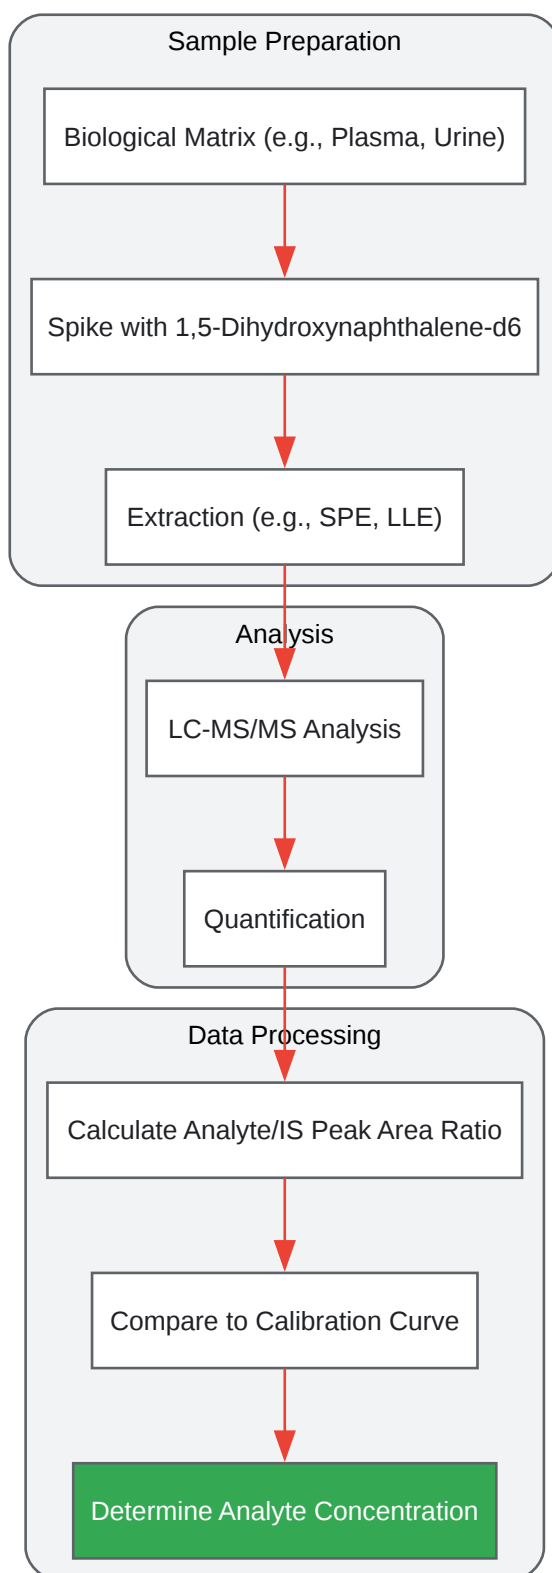 Sample Preparation
Biological Matrix (e.g., Plasma, Urine)
Spike with 1,5-Dihydroxynaphthalene-d6
Extraction (e.g., SPE, LLE)
Analysis
LC-MS/MS Analysis
Quantification
Data Processing
Calculate Analyte/IS Peak Area Ratio
Compare to Calibration Curve
Determine Analyte Concentration